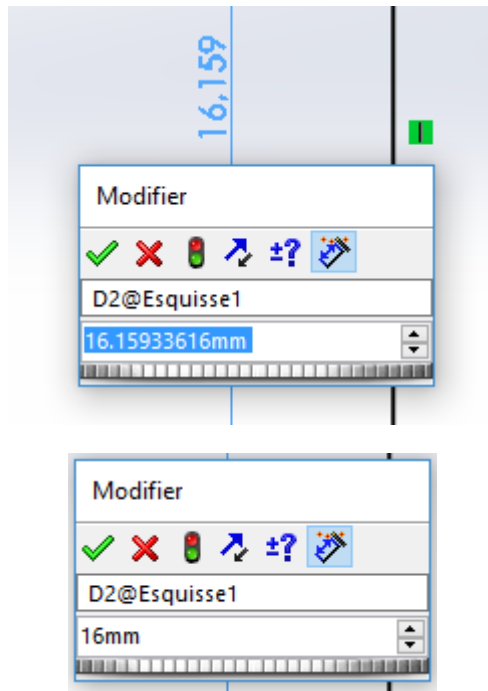 16,159
Modifier
±?
D2@Esquisse1
16.15933616mm
Modifier
±?
D2@Esquisse1
16mm